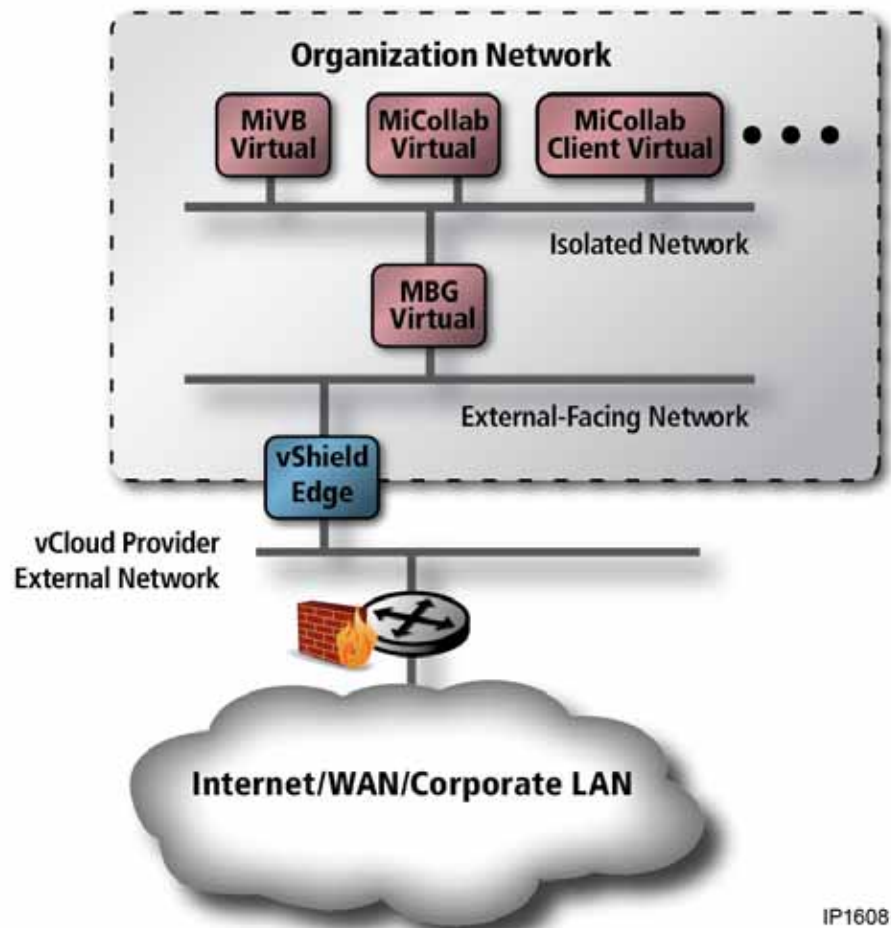 Organization Network
MiVB
Virtual
MiCollab
Virtual
MiCollab
Client Virtual
Isolated Network
MBG
Virtual
External-Facing Network
vShield
Edge
vCloud Provider
External Network
Internet/WAN/Corporate LAN
IP1608